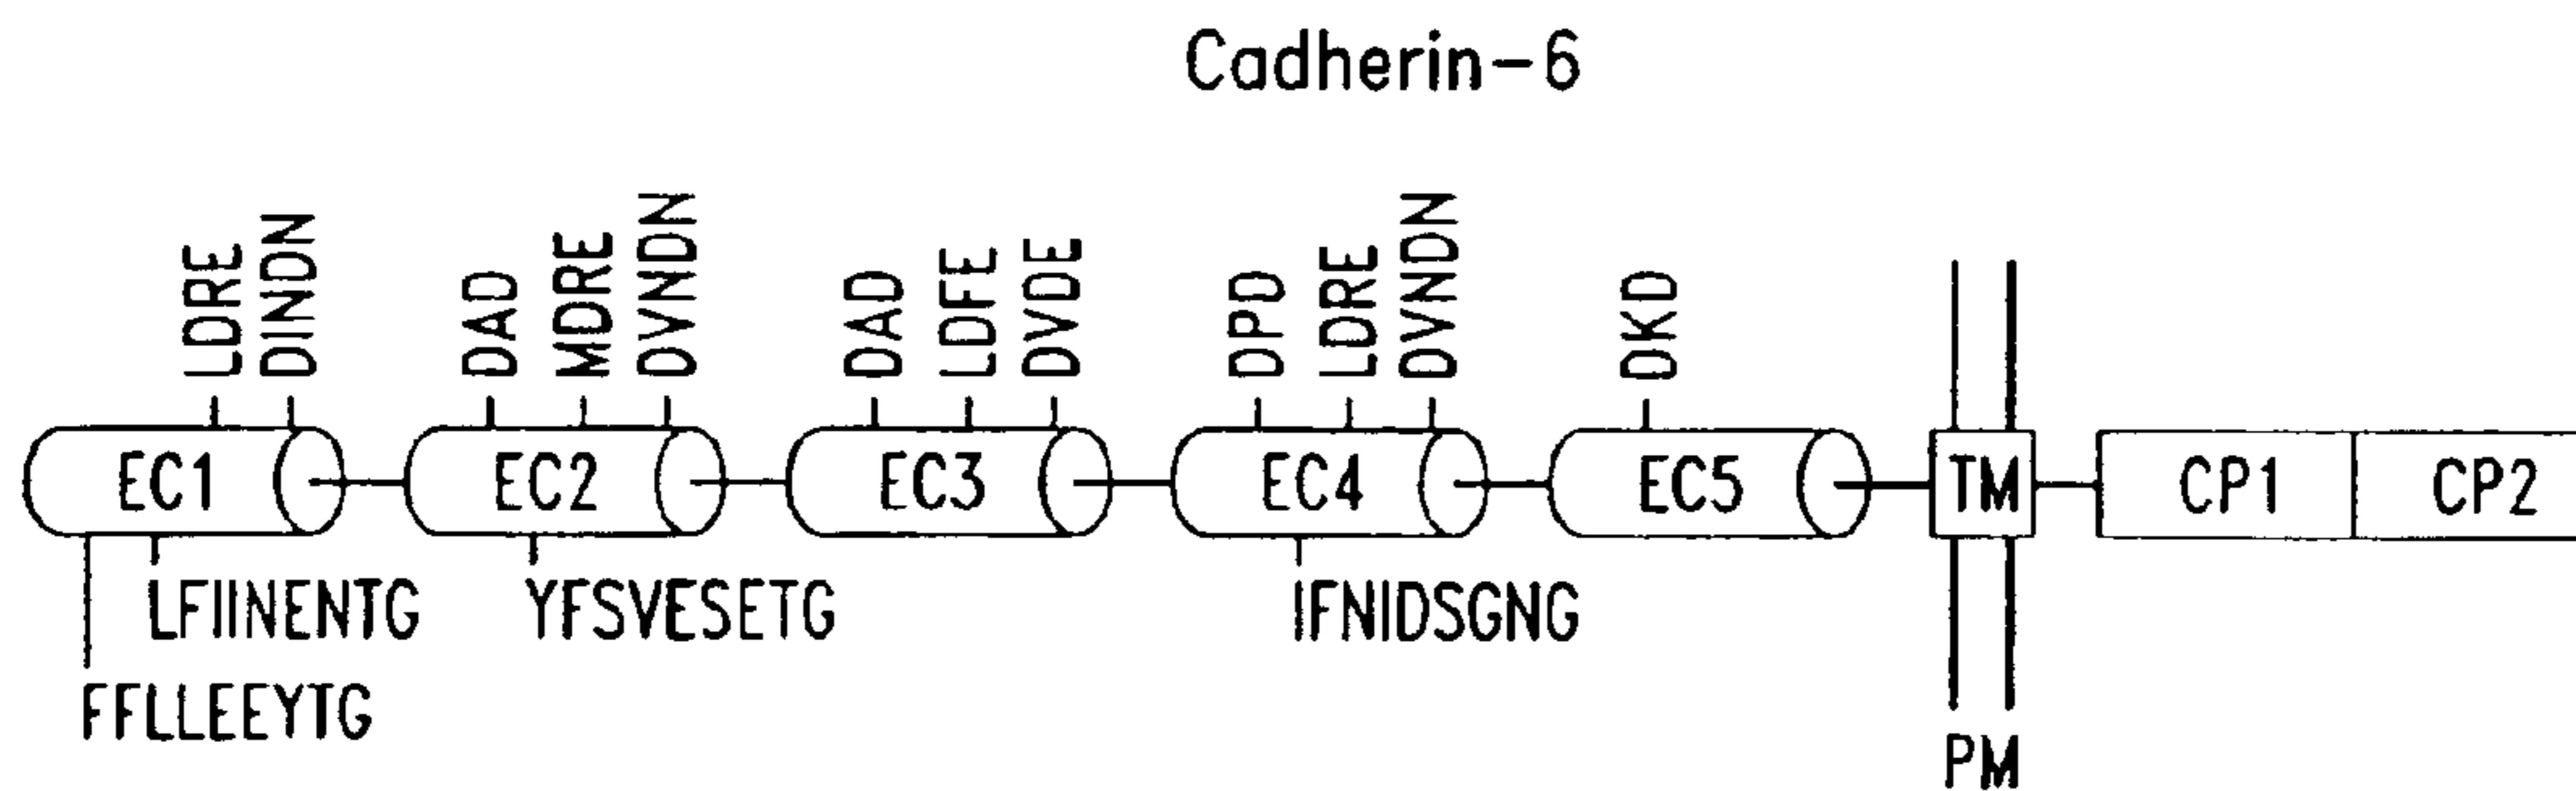 Cadherin-6
LDRE
DINDN
DAD
MDRE
DVNDN
DAD
LDFE
DVDE
DPD
LDRE
DVNDN
DKD
EC1
EC2
EC3
EC4
EC5
TM
CP1
CP2
LFIINENTG
YFSVESETG
IFNIDSGNG
FFLLEEYTG
PM